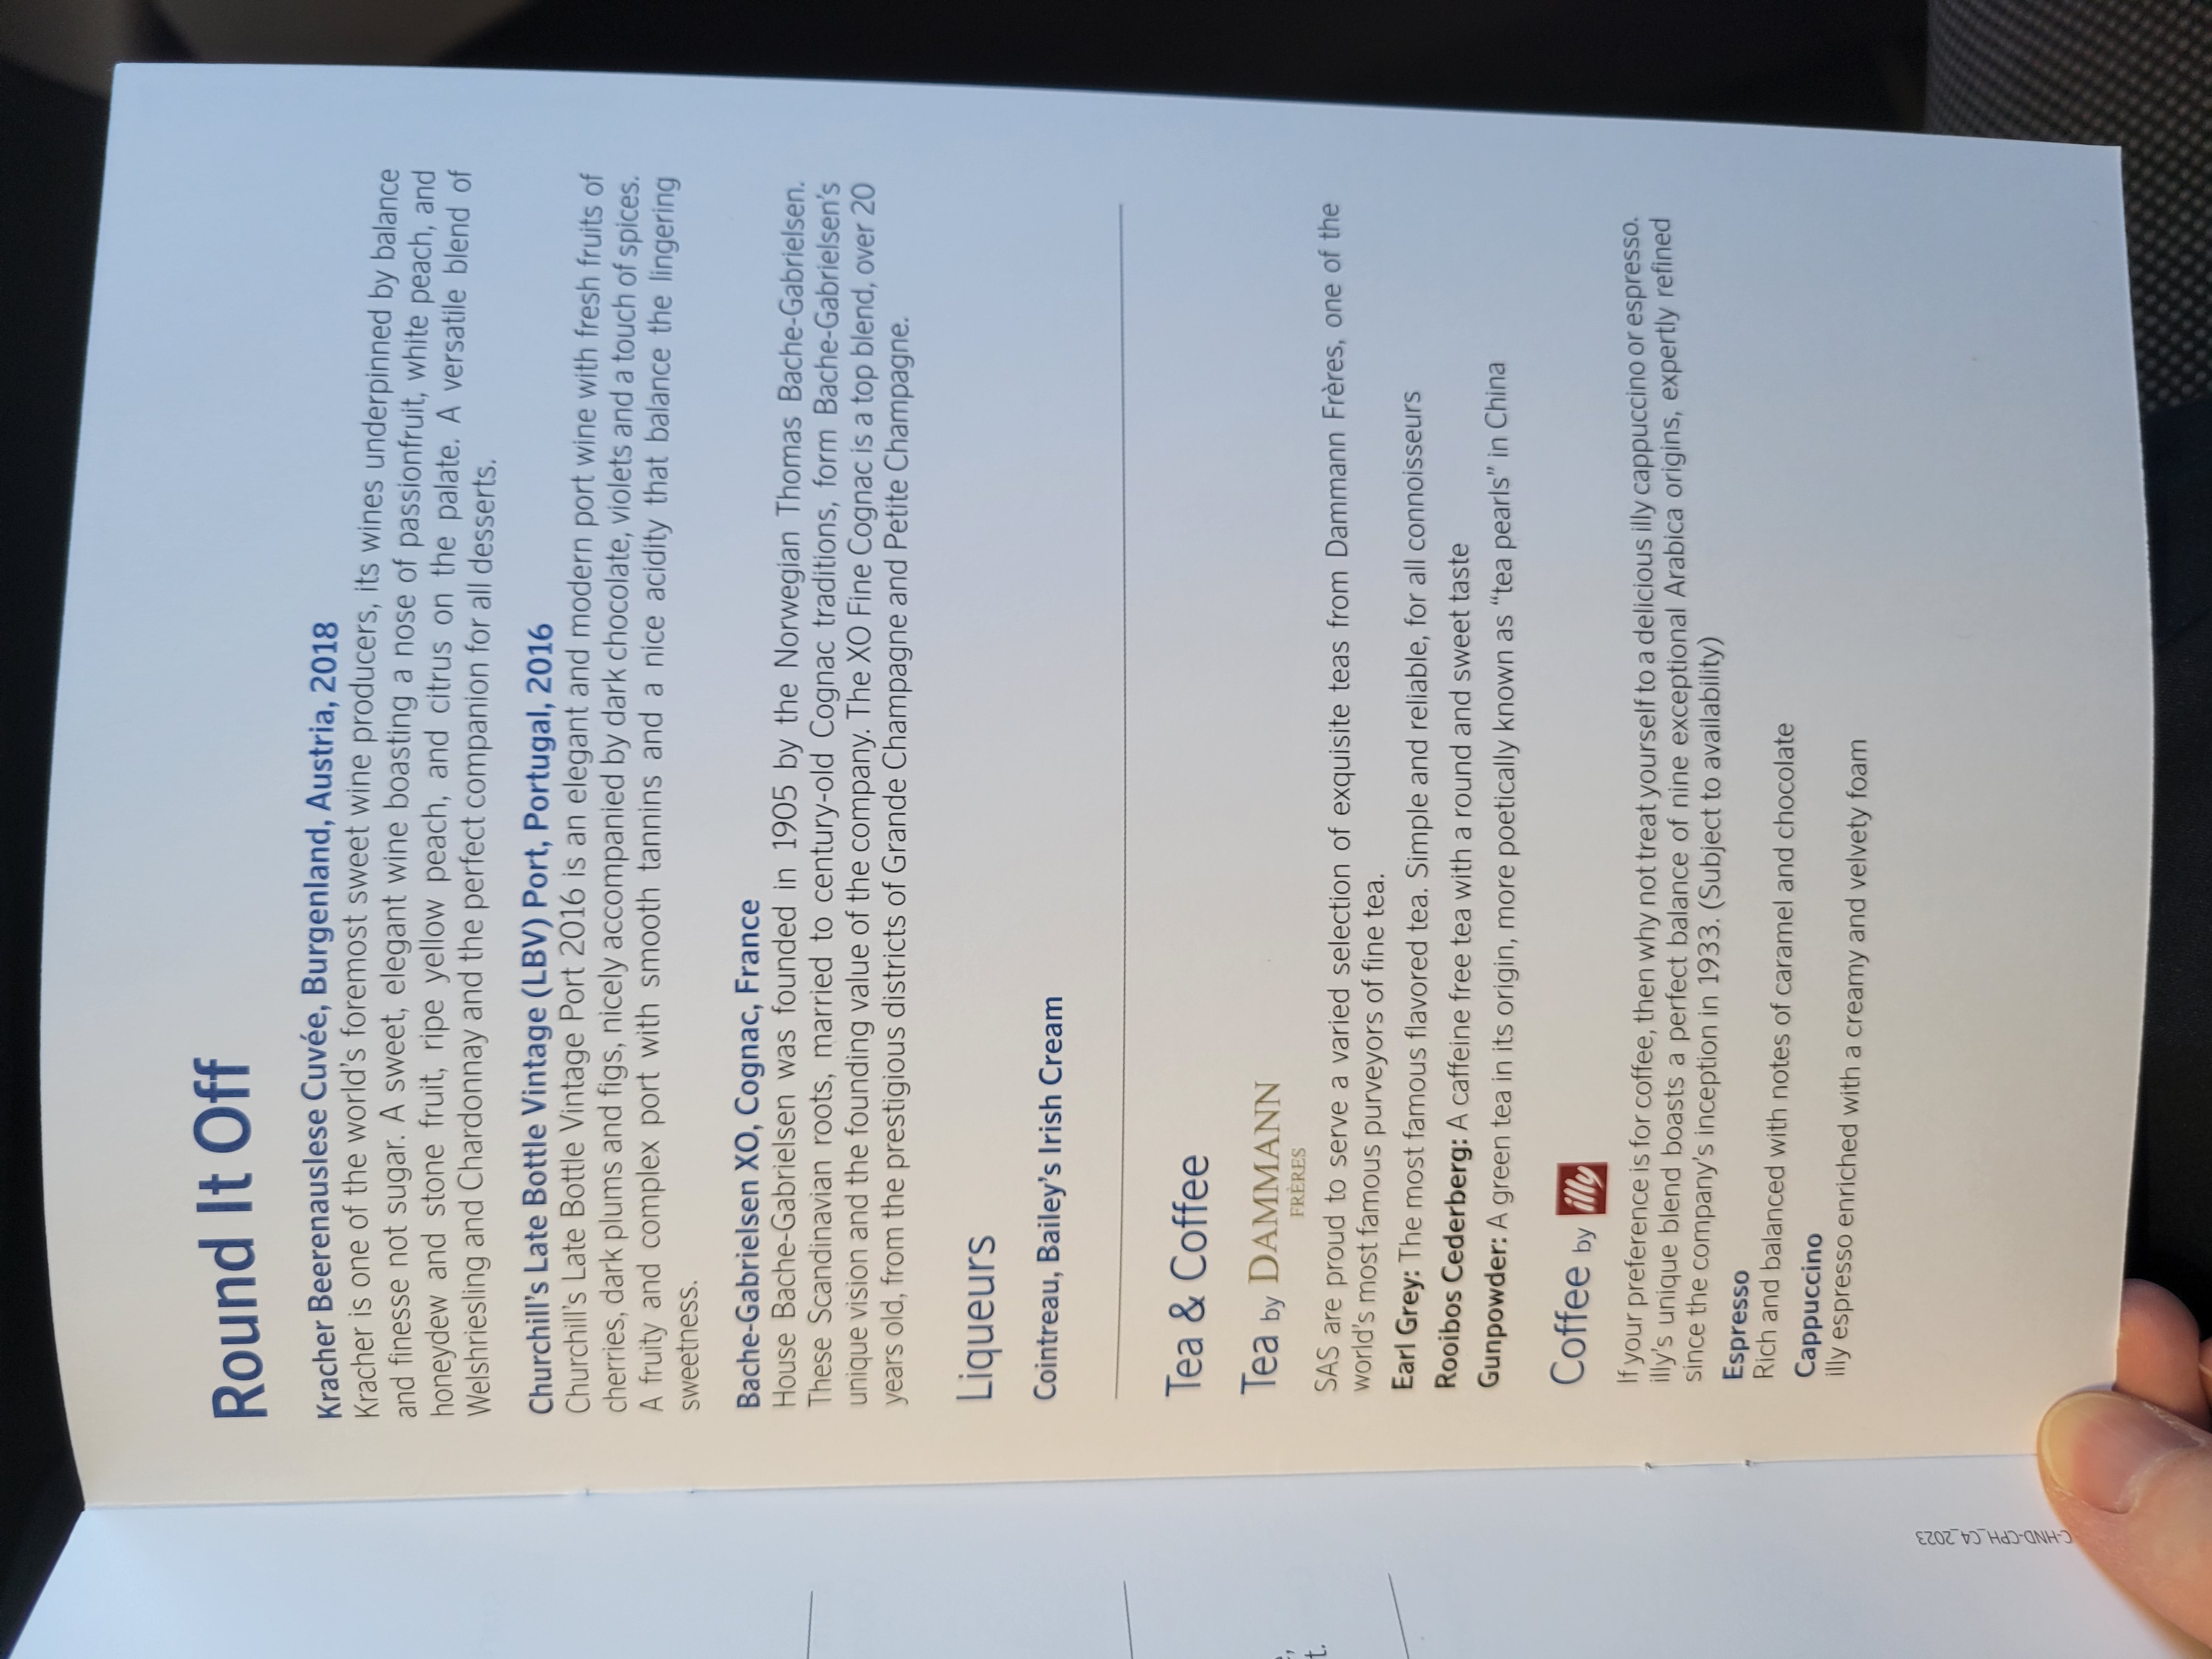 Round It Off
Kracher Beerenauslese Cuvée, Burgenland, Austria, 2018
Kracher is one of the world's foremost sweet wine producers, its wines underpinned by balance
and finesse not sugar. A sweet, elegant wine boasting a nose of passionfruit, white peach, and
honeydew and stone fruit, ripe yellow peach, and citrus on the palate. A versatile blend of
Welshriesling and Chardonnay and the perfect companion for all desserts.
Churchill's Late Bottle Vintage (LBV) Port, Portugal, 2016
Churchill's Late Bottle Vintage Port 2016 is an elegant and modern port wine with fresh fruits of
cherries, dark plums and figs, nicely accompanied by dark chocolate, violets and a touch of spices.
A fruity and complex port with smooth tannins and a nice acidity that balance the lingering
sweetness.
Bache-Gabrielsen XO, Cognac, France
House Bache-Gabrielsen was founded in 1905 by the Norwegian Thomas Bache-Gabrielsen.
These Scandinavian roots, married to century-old Cognac traditions, form Bache-Gabrielsen's
unique vision and the founding value of the company. The XO Fine Cognac is a top blend, over 20
years old, from the prestigious districts of Grande Champagne and Petite Champagne.
Liqueurs
Cointreau, Bailey's Irish Cream
Tea & Coffee
Tea by DAMMANN
FRÈRES
SAS are proud to serve a varied selection of exquisite teas from Dammann Frères, one of the
world's most famous purveyors of fine tea.
Earl Grey: The most famous flavored tea. Simple and reliable, for all connoisseurs
Rooibos Cederberg: A caffeine free tea with a round and sweet taste
Gunpowder: A green tea in its origin, more poetically known as “tea pearls” in China
Coffee by illy
If your preference is for coffee, then why not treat yourself to a delicious illy cappuccino or espresso.
illy's unique blend boasts a perfect balance of nine exceptional Arabica origins, expertly refined
since the company's inception in 1933. (Subject to availability)
Espresso
Rich and balanced with notes of caramel and chocolate
Cappuccino
illy espresso enriched with a creamy and velvety foam
C-HND-CPH_C4_2023